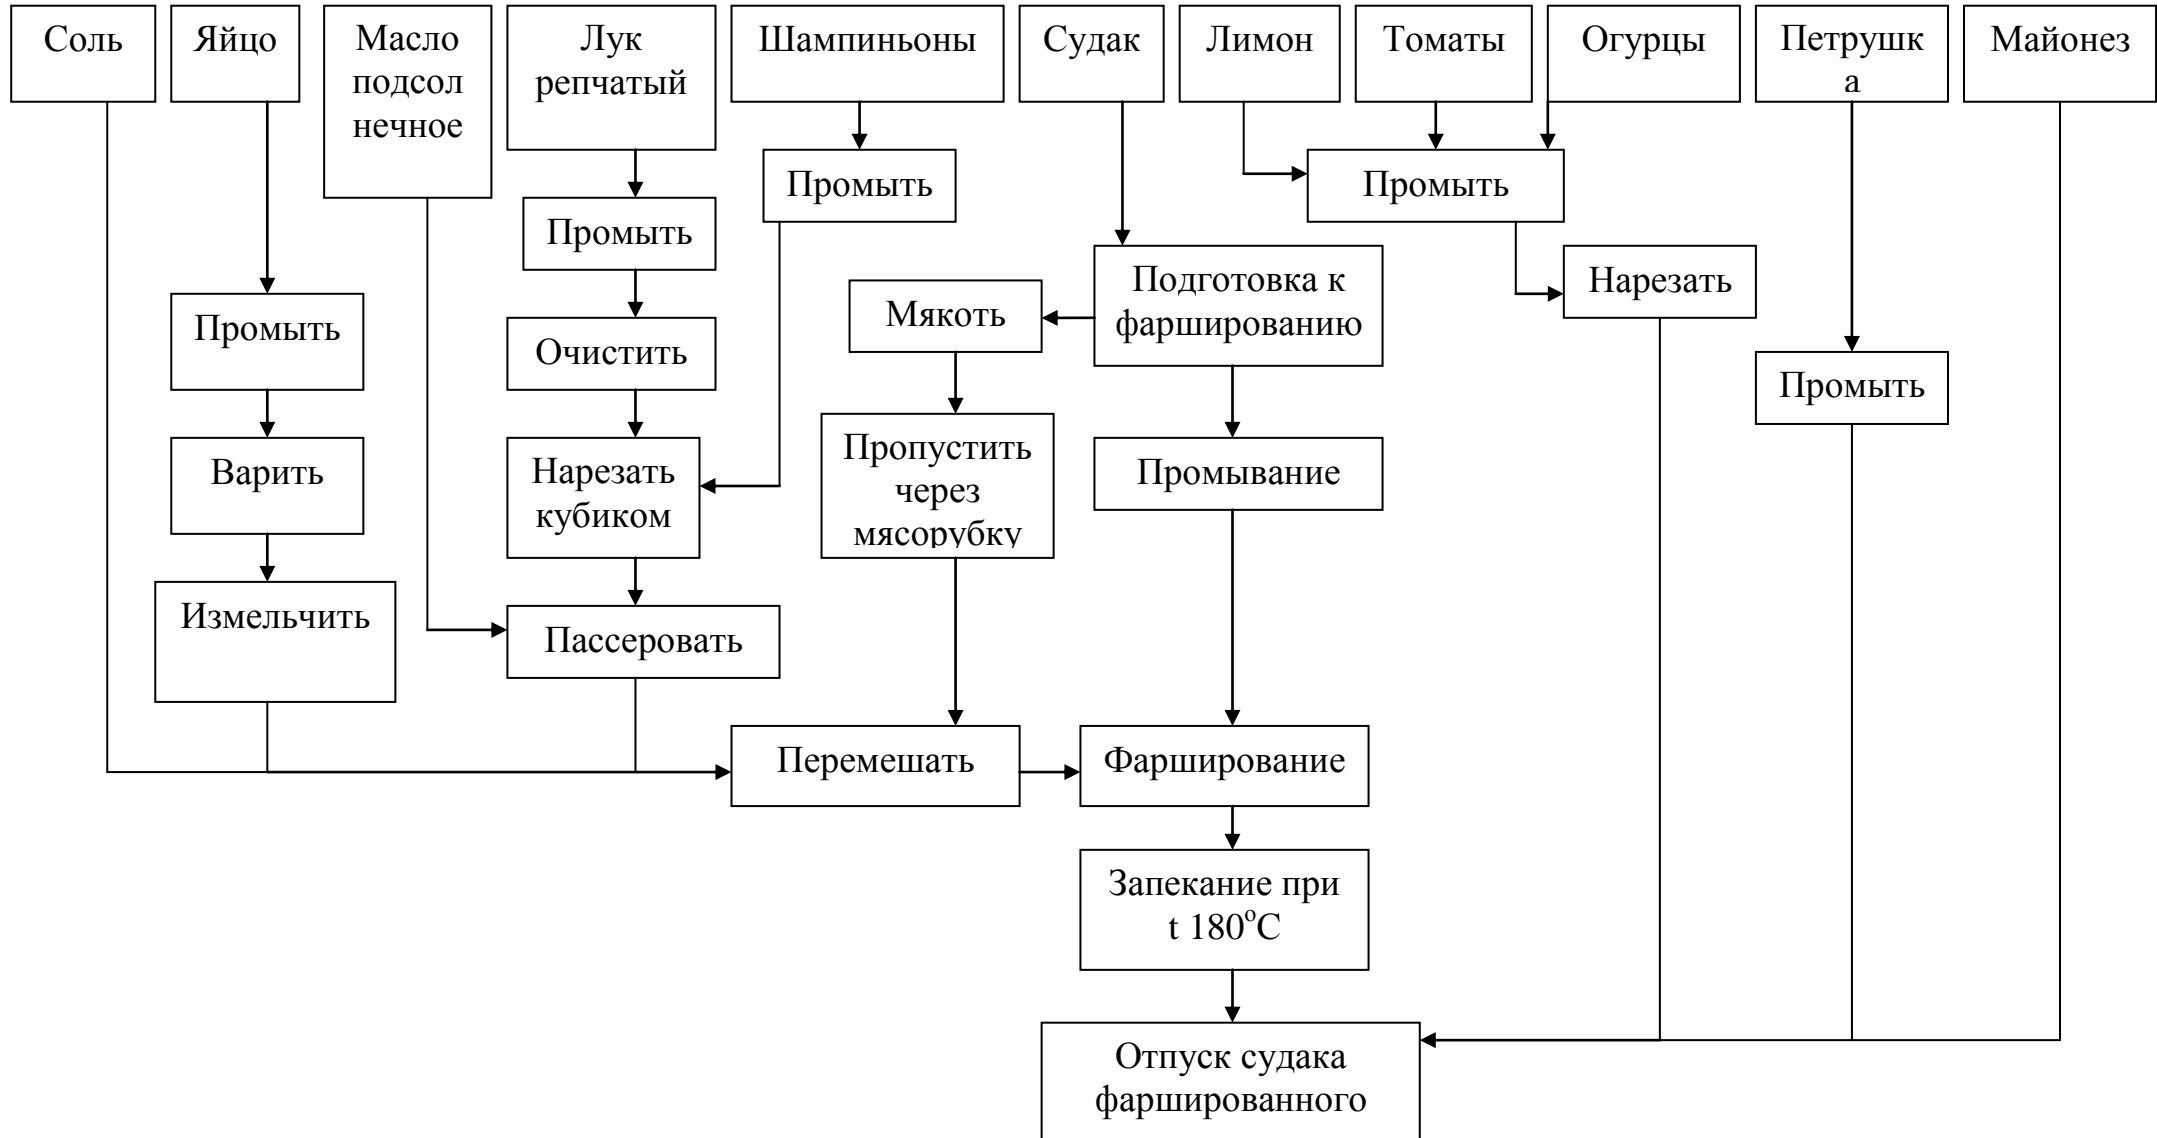 Соль
Яйцо
Масло
подсол
нечное
Лук
репчатый
Шампиньоны
Судак
Лимон
Томаты
Огурцы
Петрушк
а
Майонез
Промыть
Промыть
Промыть
Подготовка к
фаршированию
Нарезать
Мякоть
Промыть
Очистить
Промыть
Варить
Нарезать
кубиком
Пропустить
через
мясорубку
Промывание
Измельчить
Пассеровать
Перемешать
Фарширование
Запекание при
t 180°С
Отпуск судака
фаршированного